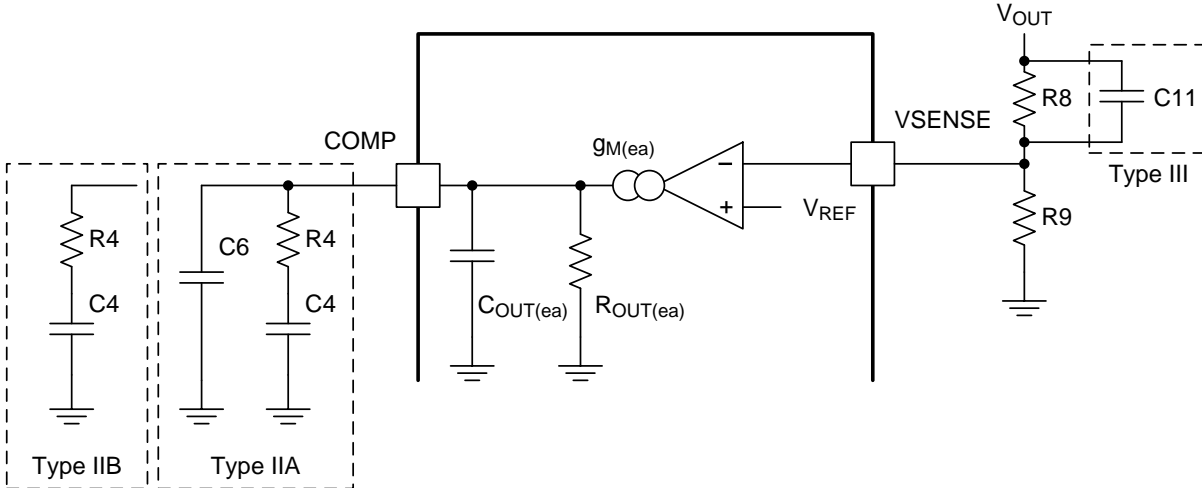 VOUT
R8
C11
VSENSE
COMP
gM(ea)
Type III
−
+
VREF
R9
R4
C6
R4
C4
C4
COUT(ea)
ROUT(ea)
Type IIB
Type IIA